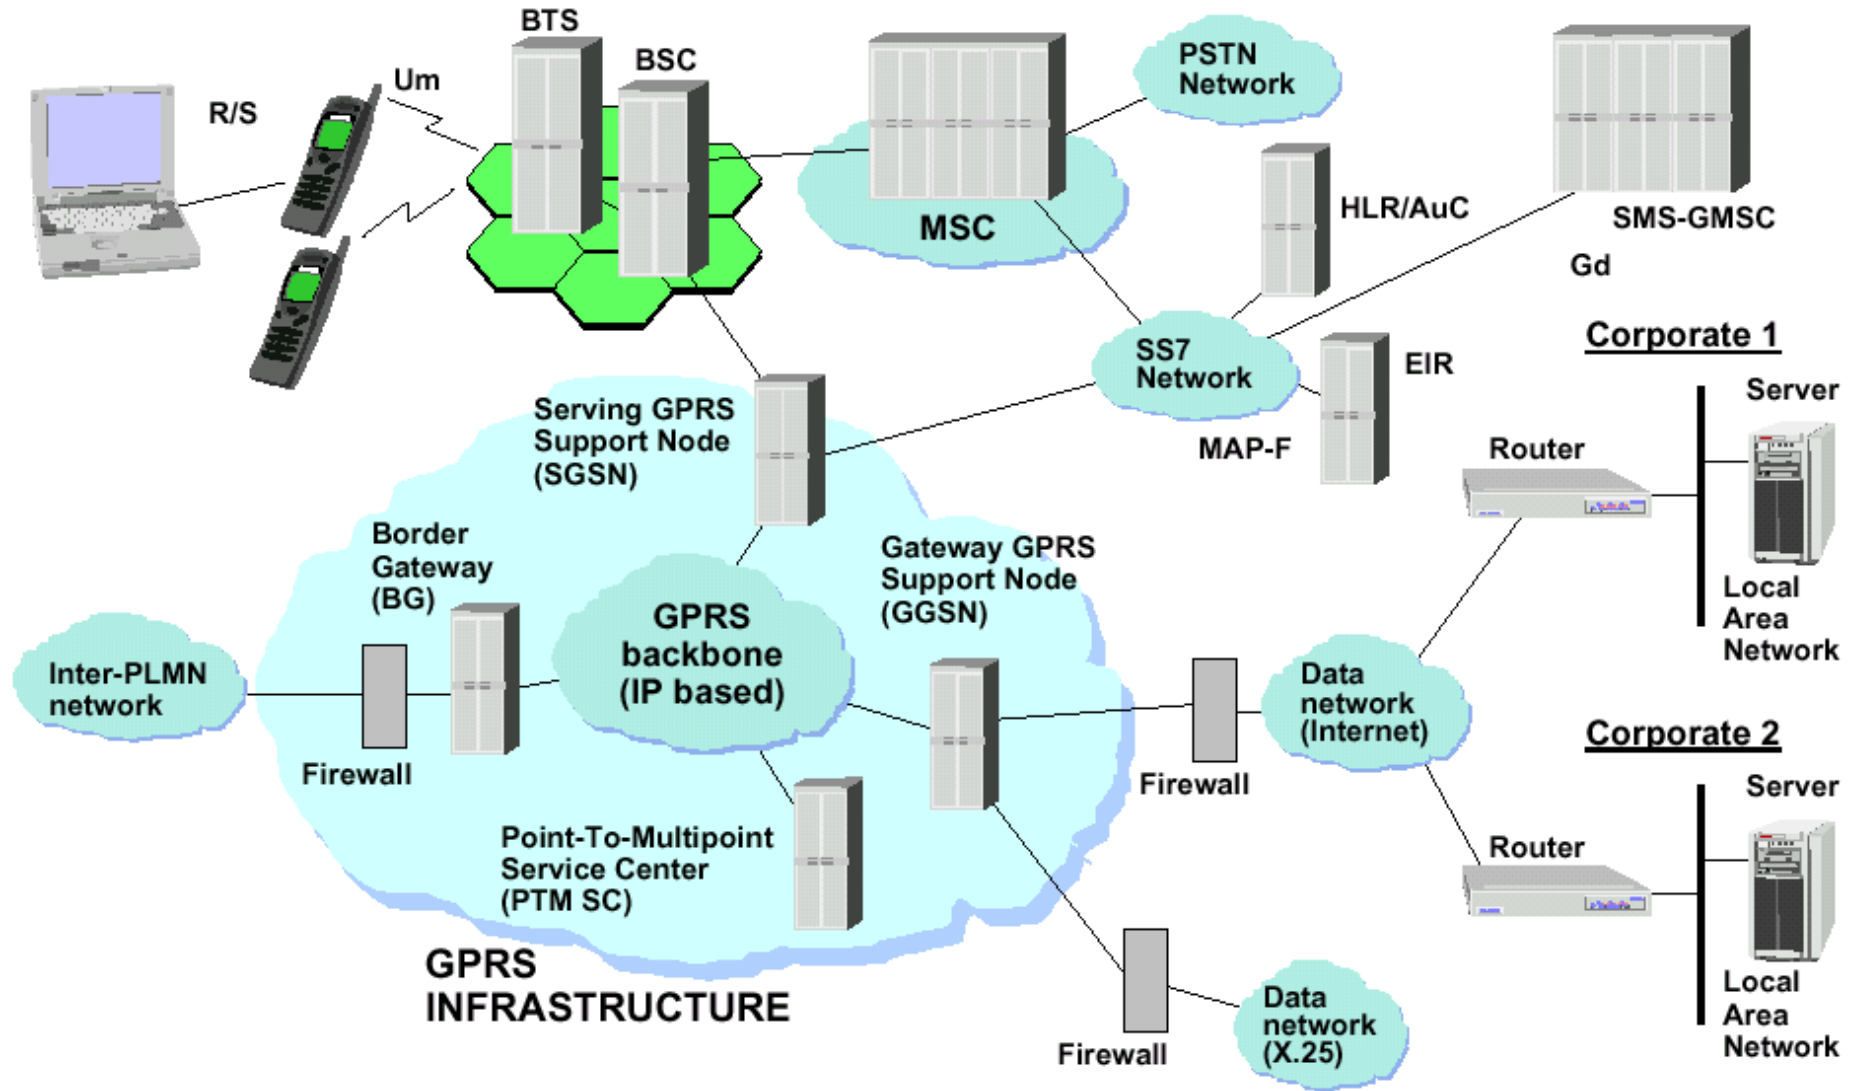 BTS
BSC
Um
R/S
PSTN
Network
MSC
HLR/AuC
SMS-GMSC
Gd
SS7
Network
EIR
MAP-F
Corporate 1
Server
Router
Local
Area
Network
Serving GPRS
Support Node
(SGSN)
Border
Gateway
(BG)
Gateway GPRS
Support Node
(GGSN)
GPRS
backbone
(IP based)
Inter-PLMN
network
Firewall
Data
network
(Internet)
Firewall
Corporate 2
Server
Router
Local
Area
Network
Point-To-Multipoint
Service Center
(PTM SC)
GPRS
INFRASTRUCTURE
Firewall
Data
network
(X.25)